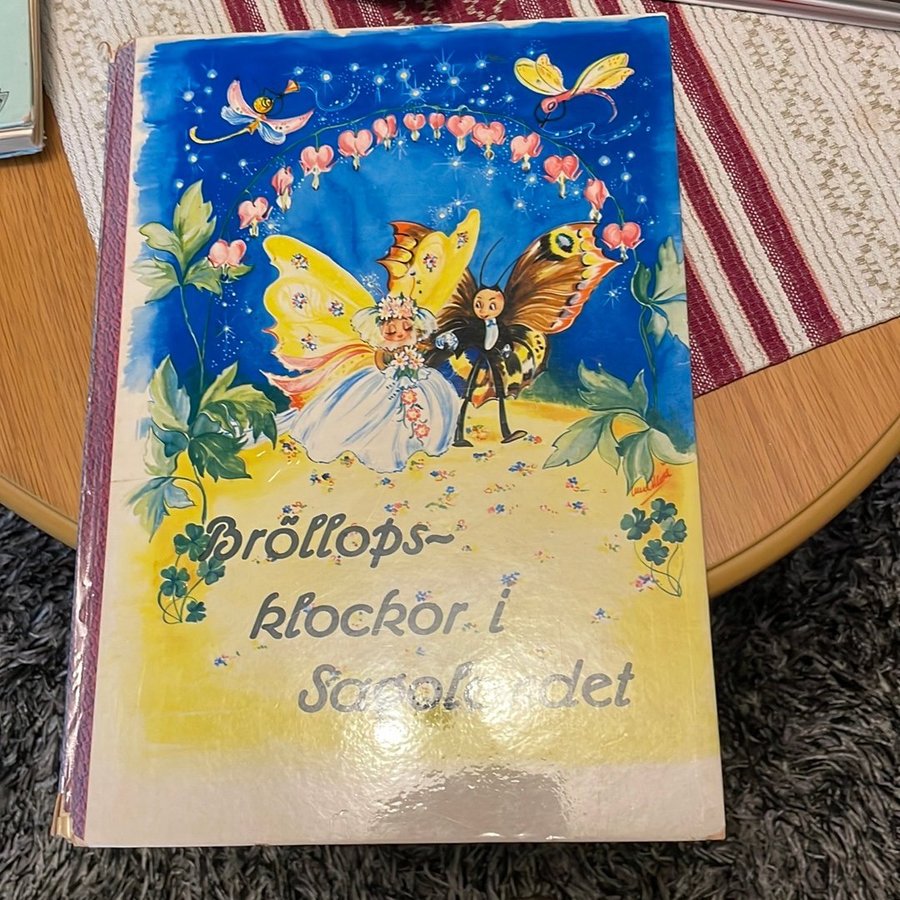 Bröllops-
klockor i
Sagolandet